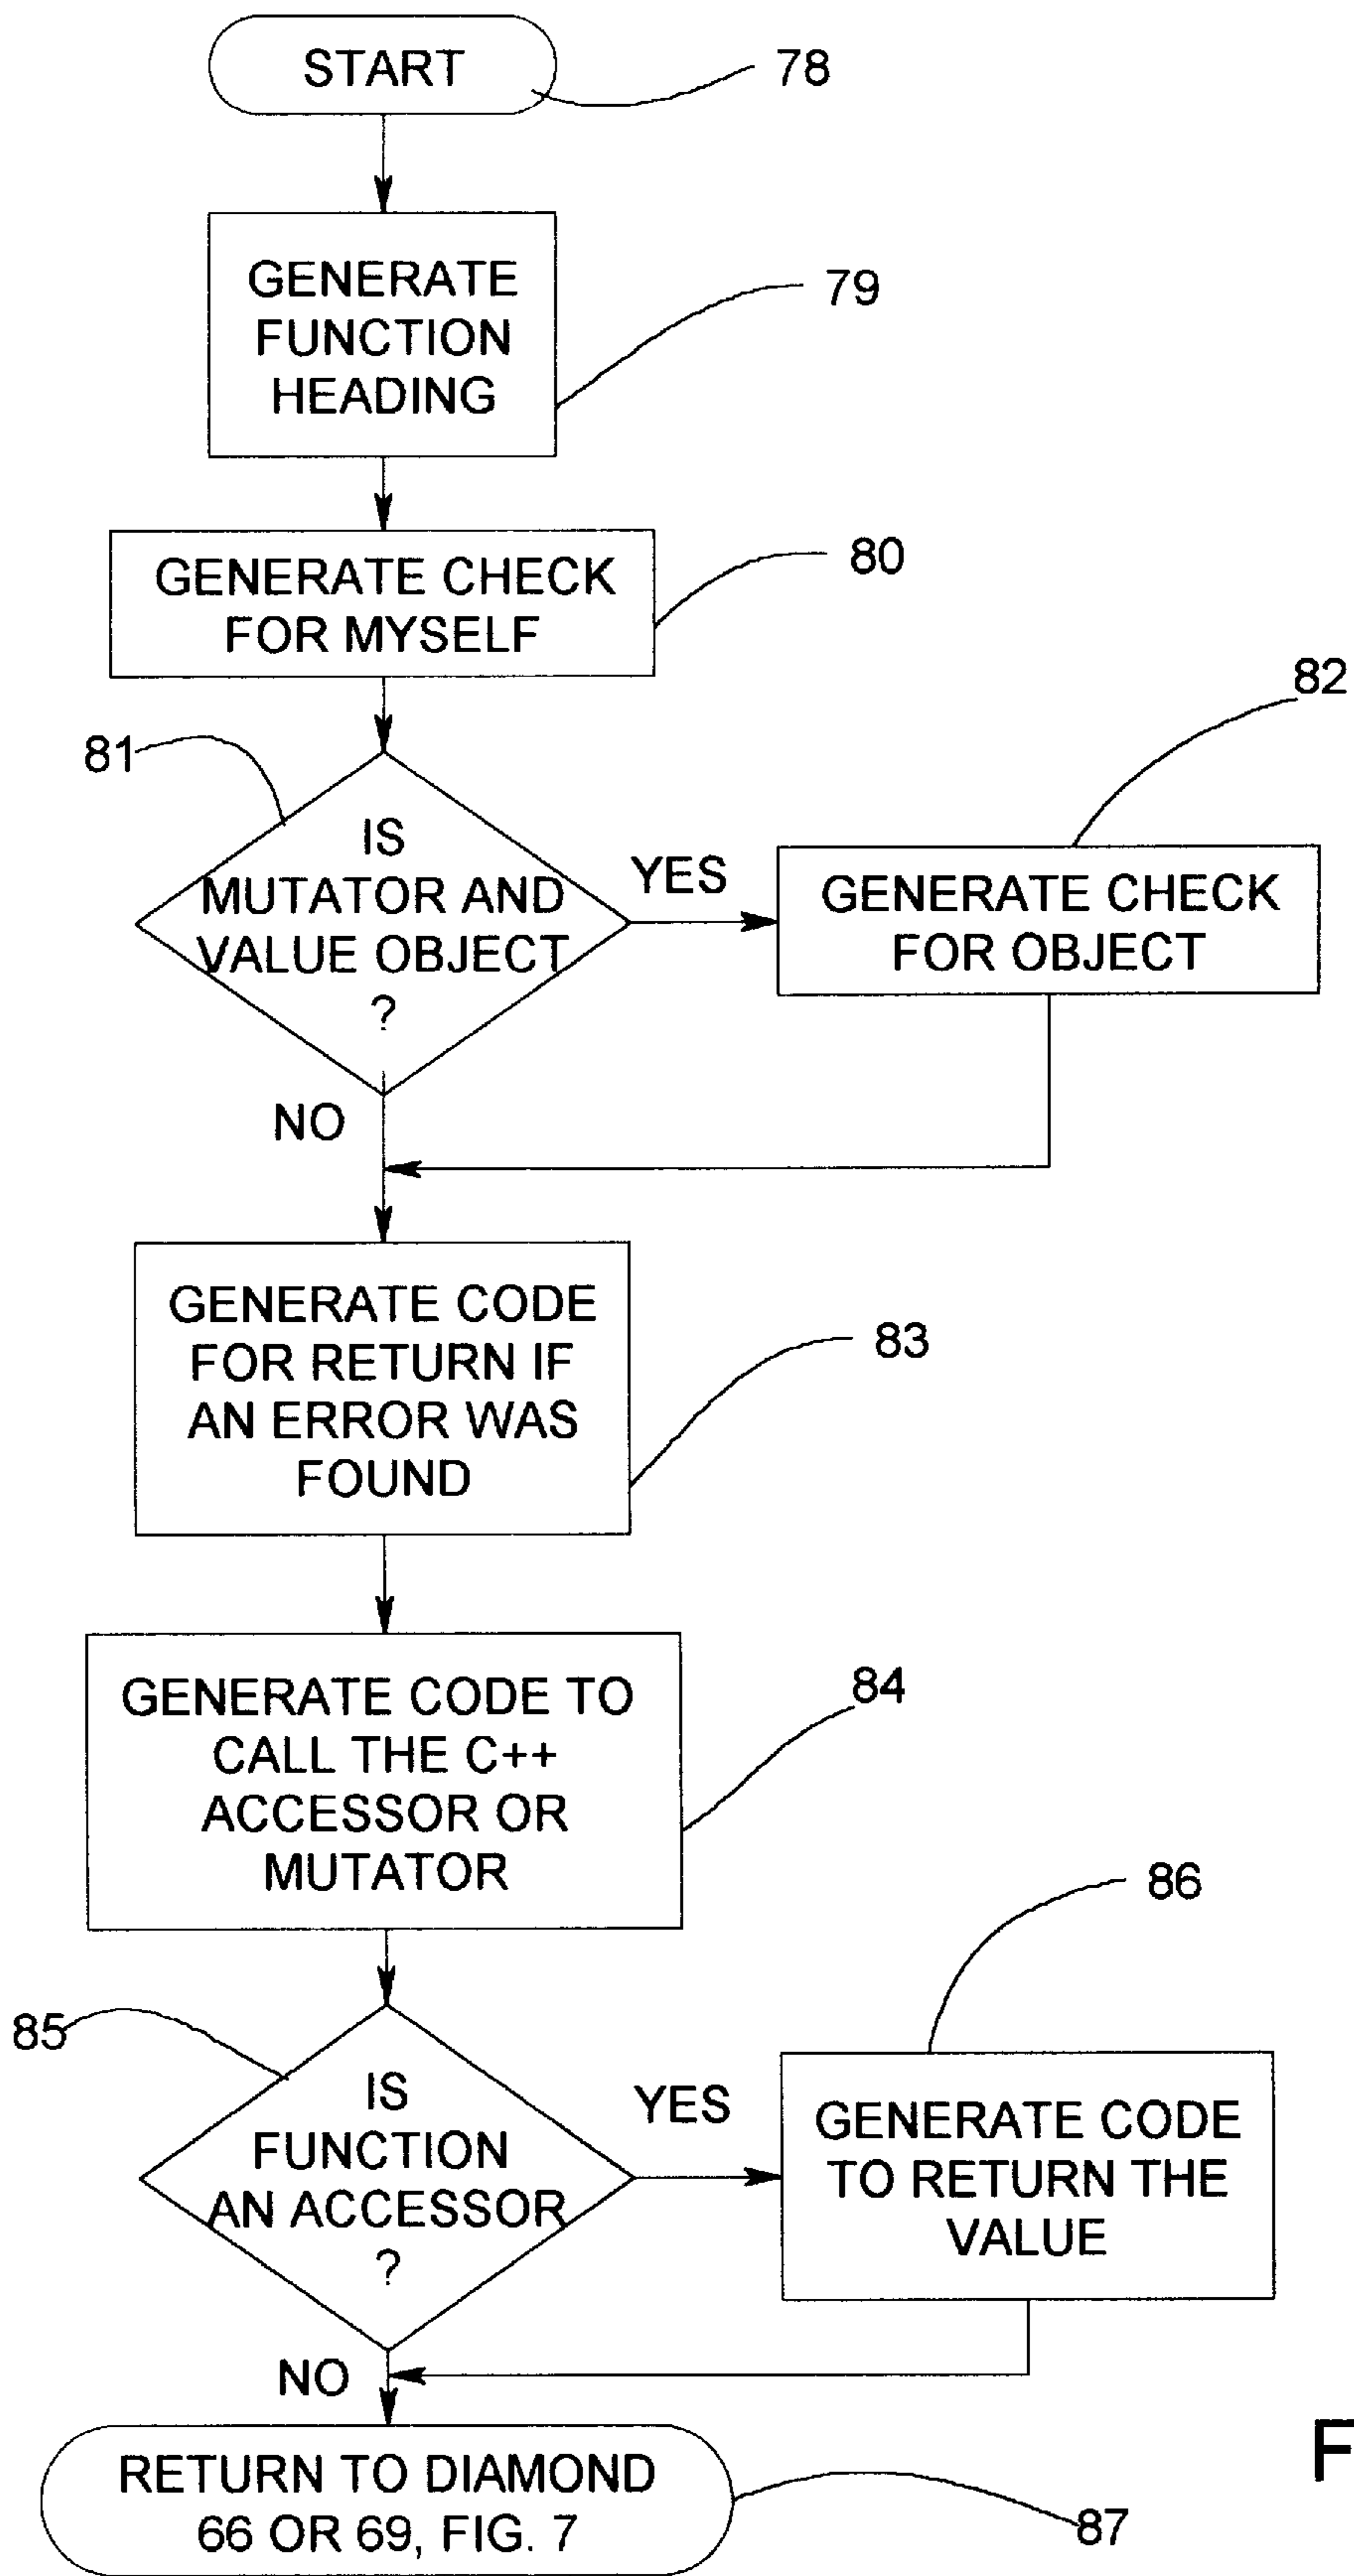 START
78
GENERATE
FUNCTION
HEADING
79
GENERATE CHECK
FOR MYSELF
80
81
IS
MUTATOR AND
VALUE OBJECT
?
YES
NO
82
GENERATE CHECK
FOR OBJECT
GENERATE CODE
FOR RETURN IF
AN ERROR WAS
FOUND
83
GENERATE CODE TO
CALL THE C++
ACCESSOR OR
MUTATOR
84
85
IS
FUNCTION
AN ACCESSOR
?
YES
NO
86
GENERATE CODE
TO RETURN THE
VALUE
RETURN TO DIAMOND
66 OR 69, FIG. 7
87
F